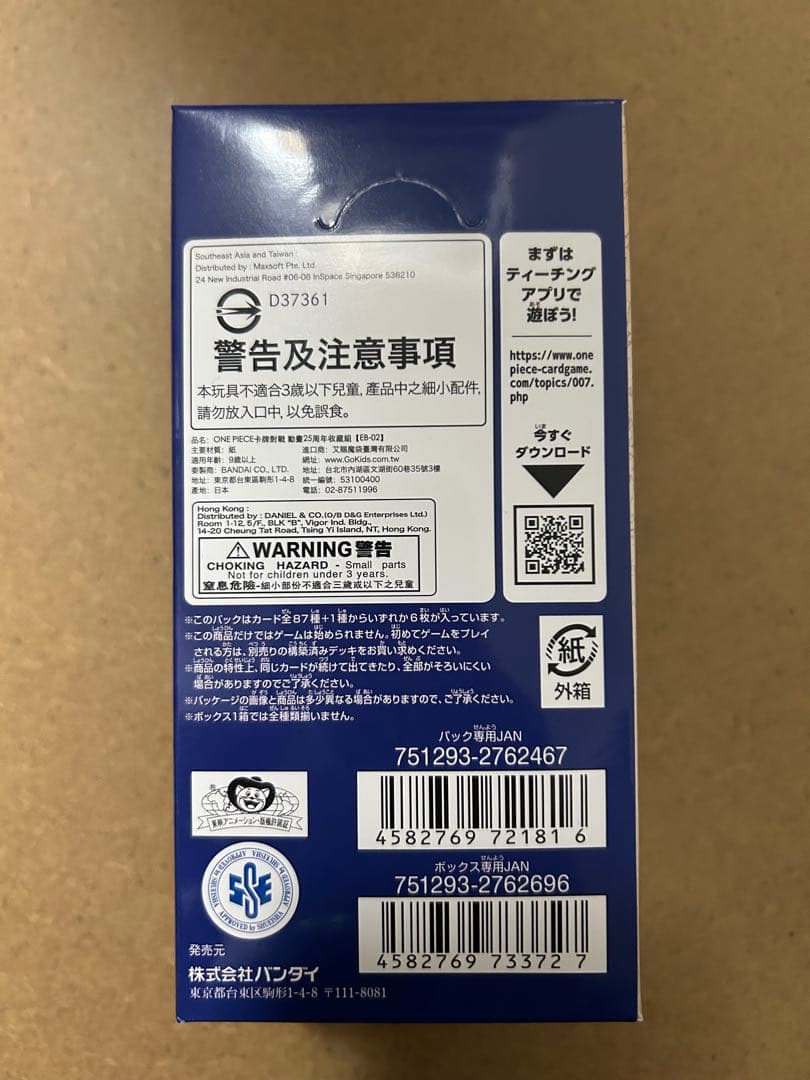 Southeast Asia and Taiwan :
Distributed by : Maxsoft Pte. Ltd.
24 New Industrial Road #06-08 InSpace Singapore 536210
D37361
警告及注意事項
本玩具不適合3歲以下兒童, 產品中之細小配件,
請勿放入口中, 以免誤食。
品名: ONE PIECE卡牌對戰 動畫25周年收藏組【EB-02】
主要材質: 紙 進口商: 艾賜魔袋臺灣有限公司
適用年齡: 9歲以上 網址: www.GoKids.com.tw
委製商: BANDAI CO., LTD. 地址: 台北市內湖區文湖街60巷35號3樓
地址: 東京都台東區駒形1-4-8 統一編號: 53100400
產地: 日本 電話: 02-87511996
Hong Kong :
Distributed by : DANIEL & CO.(O/B D&G Enterprises Ltd.)
Room 1-12, 5/F., BLK "B", Vigor Ind. Bldg.,
14-20 Cheung Tat Road, Tsing Yi Island, NT, Hong Kong.
WARNING 警告
CHOKING HAZARD - Small parts
Not for children under 3 years.
窒息危險-細小部份不適合三歲或以下之兒童
まずは
ティーチング
アプリで
遊ぼう!
https://www.one
piece-cardgame.
com/topics/007.
php
今すぐ
ダウンロード
※このパックはカード全87種+1種からいずれか6枚が入っています。
※この商品だけではゲームは始められません。初めてゲームをプレイ
される方は、別売りの構築済みデッキをお買い求めください。
※商品の特性上、同じカードが続けて出てきたり、全部がそろいにくい
場合がありますのでご了承ください。
※パッケージの画像と商品は多少異なる場合がありますので、ご了承ください。
※ボックス1箱では全種類揃いません。
紙
外箱
パック専用JAN
751293-2762467
4582769 721816
ボックス専用JAN
751293-2762696
4582769 733727
東映アニメーション・版権許諾証
APPROVED by SHUEISHA
発売元
株式会社バンダイ
東京都台東区駒形1-4-8 〒111-8081